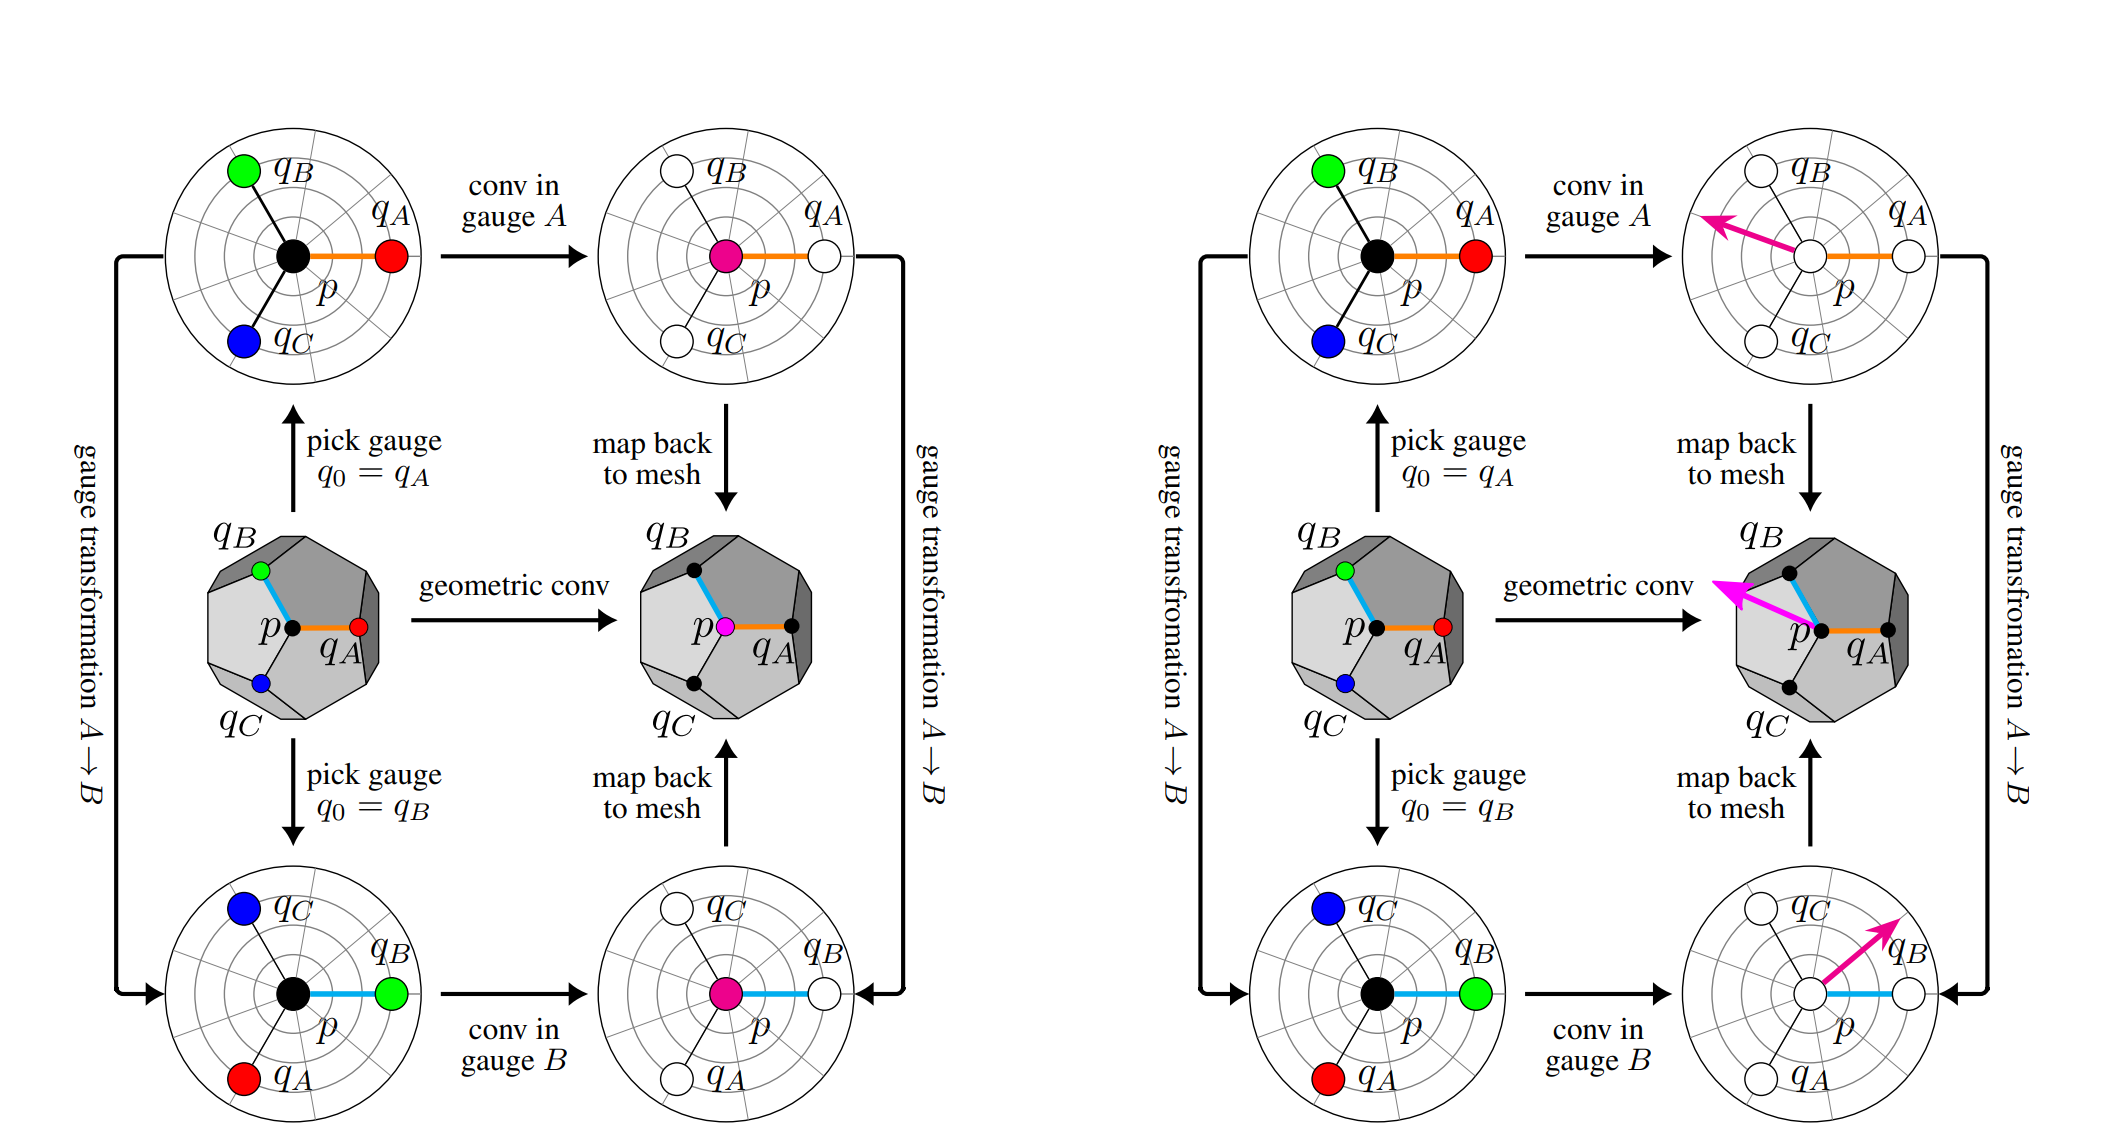 q_B
q_A
p
q_C
conv in
gauge A
q_B
q_A
p
q_C
pick gauge
q_0 = q_A
map back
to mesh
gauge transformation A → B
q_B
p
q_A
q_C
geometric conv
q_B
p
q_A
q_C
gauge transformation A → B
pick gauge
q_0 = q_B
map back
to mesh
q_C
q_B
p
q_A
conv in
gauge B
q_C
q_B
p
q_A
q_B
q_A
p
q_C
conv in
gauge A
q_B
q_A
p
q_C
pick gauge
q_0 = q_A
map back
to mesh
gauge transfromation A → B
q_B
p
q_A
q_C
geometric conv
q_B
p
q_A
q_C
gauge transfromation A → B
pick gauge
q_0 = q_B
map back
to mesh
q_C
q_B
p
q_A
conv in
gauge B
q_C
q_B
p
q_A